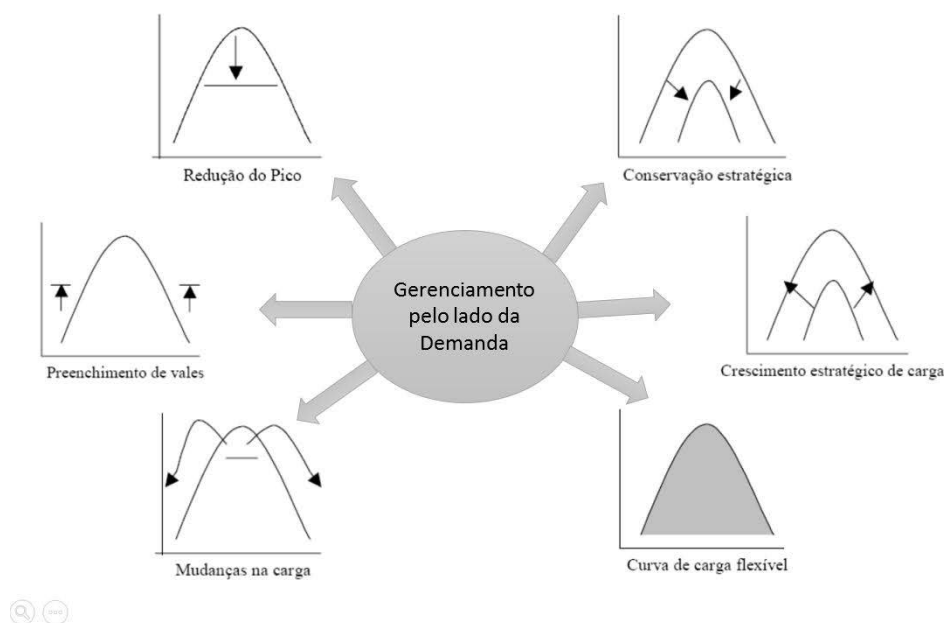 Redução do Pico
Conservação estratégica
Gerenciamento
pelo lado da
Demanda
Preenchimento de vales
Crescimento estratégico de carga
Mudanças na carga
Curva de carga flexível